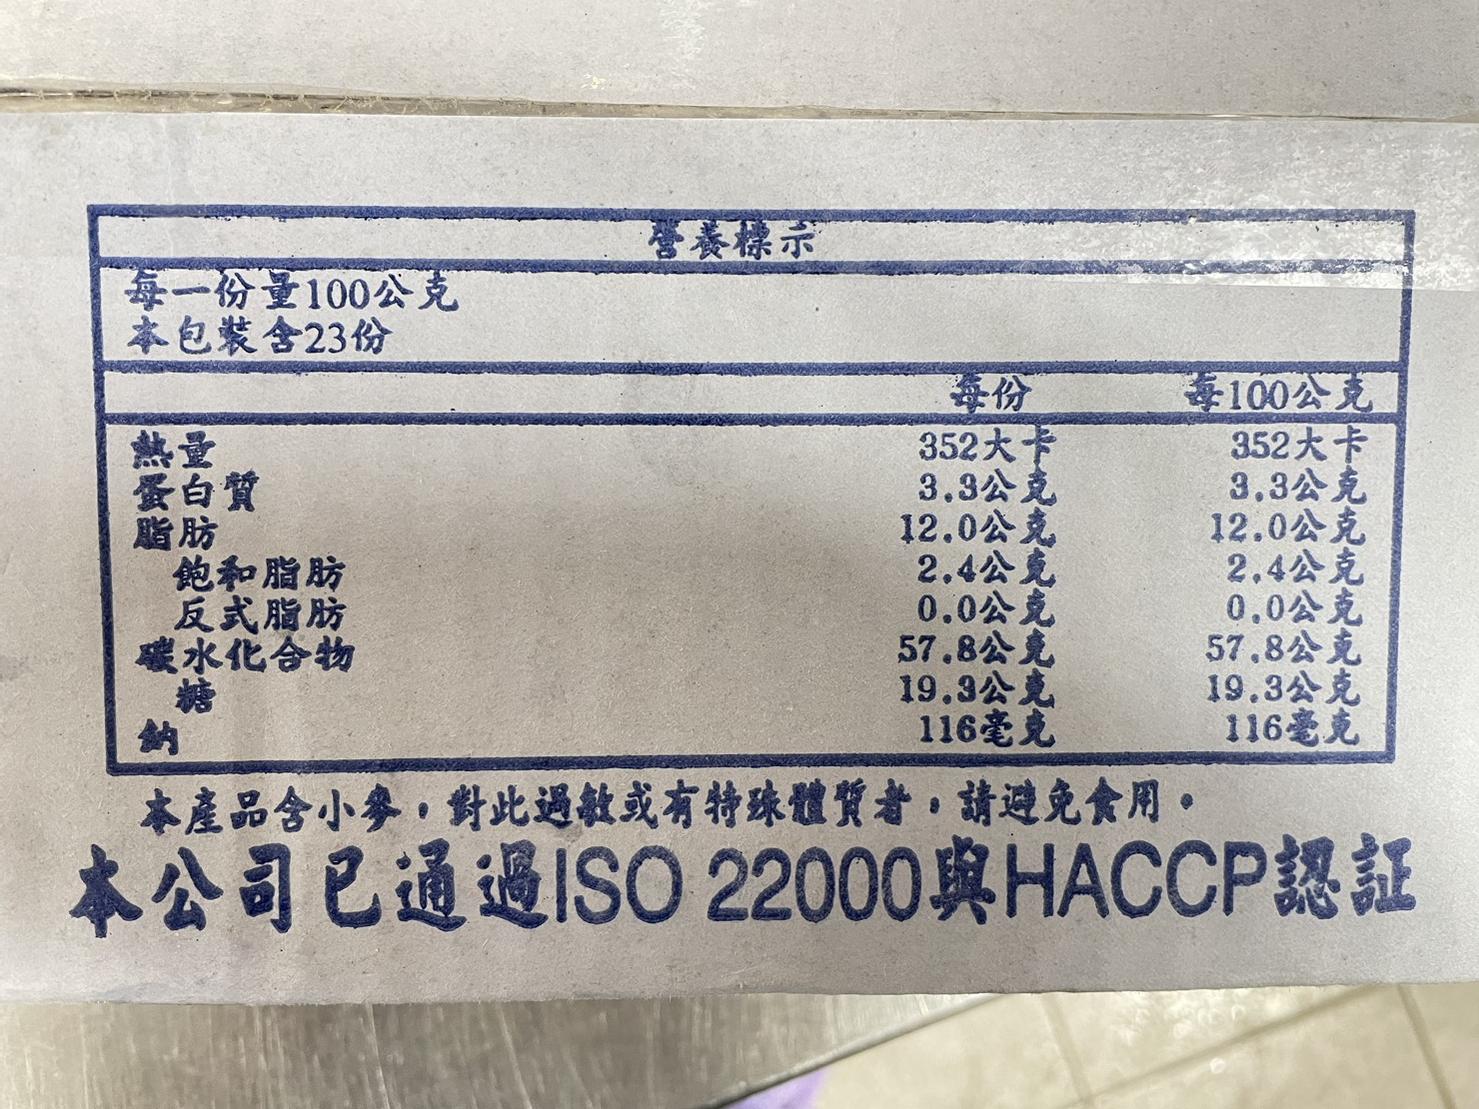 營養標示
每一份量100公克
本包裝含23份
每份 每100公克
熱量 352大卡 352大卡
蛋白質 3.3公克 3.3公克
脂肪 12.0公克 12.0公克
飽和脂肪 2.4公克 2.4公克
反式脂肪 0.0公克 0.0公克
碳水化合物 57.8公克 57.8公克
糖 19.3公克 19.3公克
鈉 116毫克 116毫克
本產品含小麥，對此過敏或有特殊體質者，請避免食用。
本公司已通過ISO 22000與HACCP認証